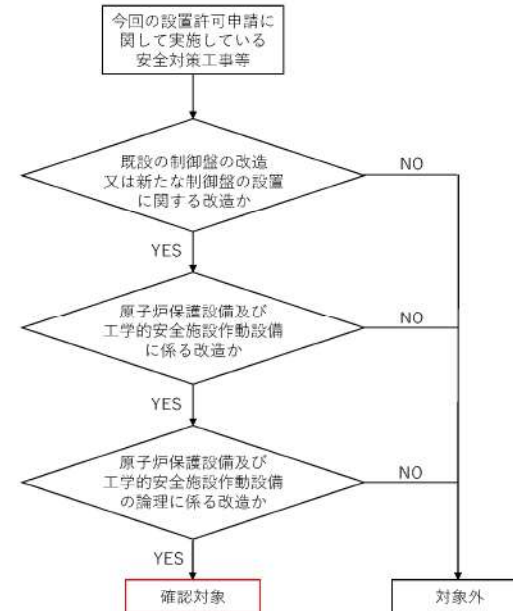 今回の設置許可申請に
関して実施している
安全対策工事等
既設の制御盤の改造
又は新たな制御盤の設置
に関する改造か
NO
YES
原子炉保護設備及び
工学的安全施設作動設備
に係る改造か
NO
YES
原子炉保護設備及び
工学的安全施設作動設備
の論理に係る改造か
NO
YES
確認対象
対象外